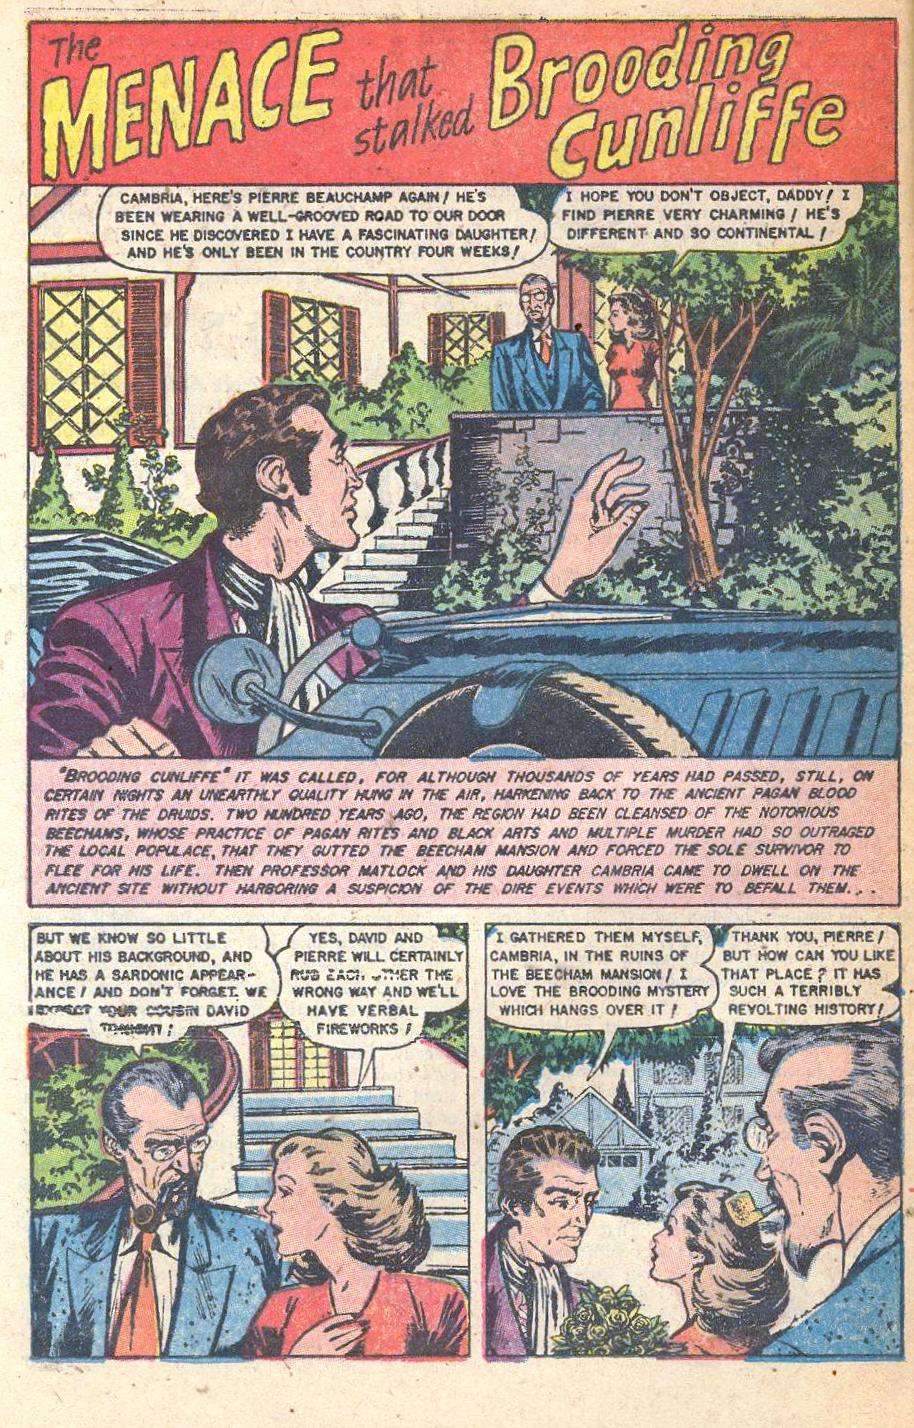 The
MENACE
that
stalked
Brooding
Cunliffe
CAMBRIA, HERE'S PIERRE BEAUCHAMP AGAIN! HE'S
BEEN WEARING A WELL-GROOVED ROAD TO OUR DOOR
SINCE HE DISCOVERED I HAVE A FASCINATING DAUGHTER!
AND HE'S ONLY BEEN IN THE COUNTRY FOUR WEEKS!
I HOPE YOU DON'T OBJECT, DADDY! I
FIND PIERRE VERY CHARMING! HE'S
DIFFERENT AND SO CONTINENTAL!
"BROODING CUNLIFFE" IT WAS CALLED, FOR ALTHOUGH THOUSANDS OF YEARS HAD PASSED, STILL, ON
CERTAIN NIGHTS AN UNEARTHLY QUALITY HUNG IN THE AIR, HARKENING BACK TO THE ANCIENT PAGAN BLOOD
RITES OF THE DRUIDS. TWO HUNDRED YEARS AGO, THE REGION HAD BEEN CLEANSED OF THE NOTORIOUS
BEECHAMS, WHOSE PRACTICE OF PAGAN RITES AND BLACK ARTS AND MULTIPLE MURDER HAD SO OUTRAGED
THE LOCAL POPULACE, THAT THEY GUTTED THE BEECHAM MANSION AND FORCED THE SOLE SURVIVOR TO
FLEE FOR HIS LIFE. THEN PROFESSOR MATLOCK AND HIS DAUGHTER CAMBRIA CAME TO DWELL ON THE
ANCIENT SITE WITHOUT HARBORING A SUSPICION OF THE DIRE EVENTS WHICH WERE TO BEFALL THEM...
BUT WE KNOW SO LITTLE
ABOUT HIS BACKGROUND, AND
HE HAS A SARDONIC APPEAR-
ANCE! AND DON'T FORGET, WE
EXPECT YOUR COUSIN DAVID
TONIGHT!
YES, DAVID AND
PIERRE WILL CERTAINLY
RUB EACH OTHER THE
WRONG WAY AND WE'LL
HAVE VERBAL
FIREWORKS!
I GATHERED THEM MYSELF,
CAMBRIA, IN THE RUINS OF
THE BEECHAM MANSION! I
LOVE THE BROODING MYSTERY
WHICH HANGS OVER IT!
THANK YOU, PIERRE!
BUT HOW CAN YOU LIKE
THAT PLACE? IT HAS
SUCH A TERRIBLY
REVOLTING HISTORY!